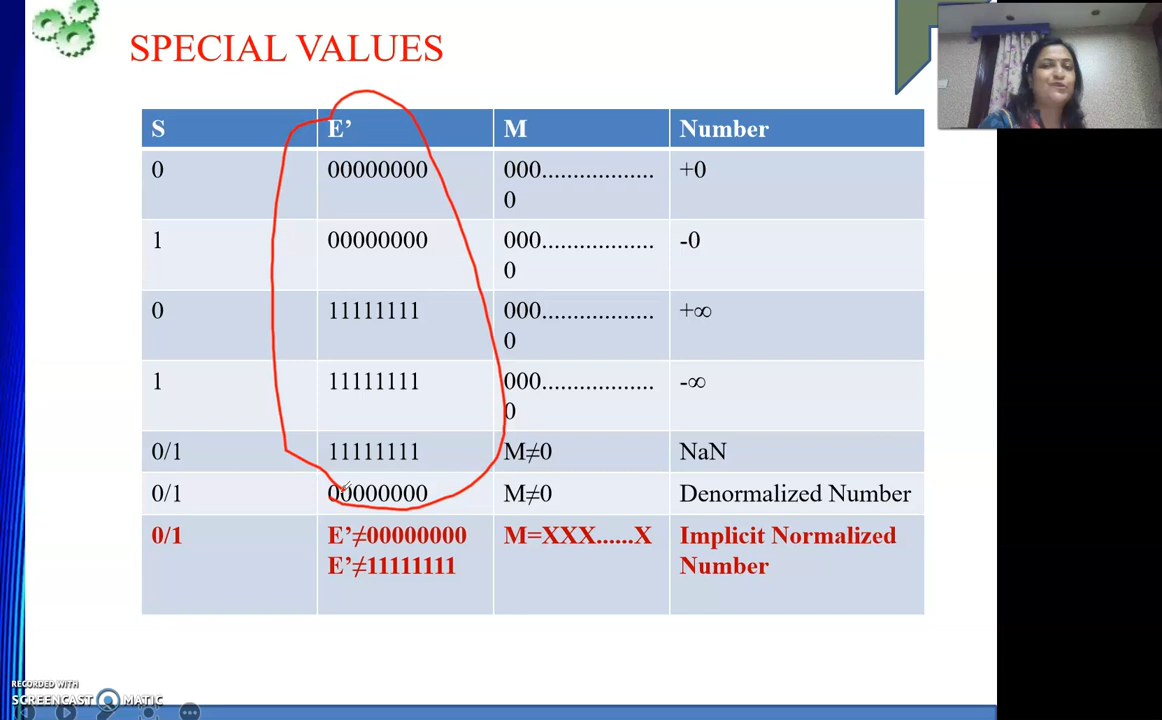 SPECIAL VALUES
S E’ M Number
0 00000000 000.................. +0
0
1 00000000 000.................. -0
0
0 11111111 000.................. +∞
0
1 11111111 000.................. -∞
0
0/1 11111111 M≠0 NaN
0/1 00000000 M≠0 Denormalized Number
0/1 E’≠00000000 M=XXX......X Implicit Normalized
E’≠11111111 Number
RECORDED WITH
SCREENCAST MATIC